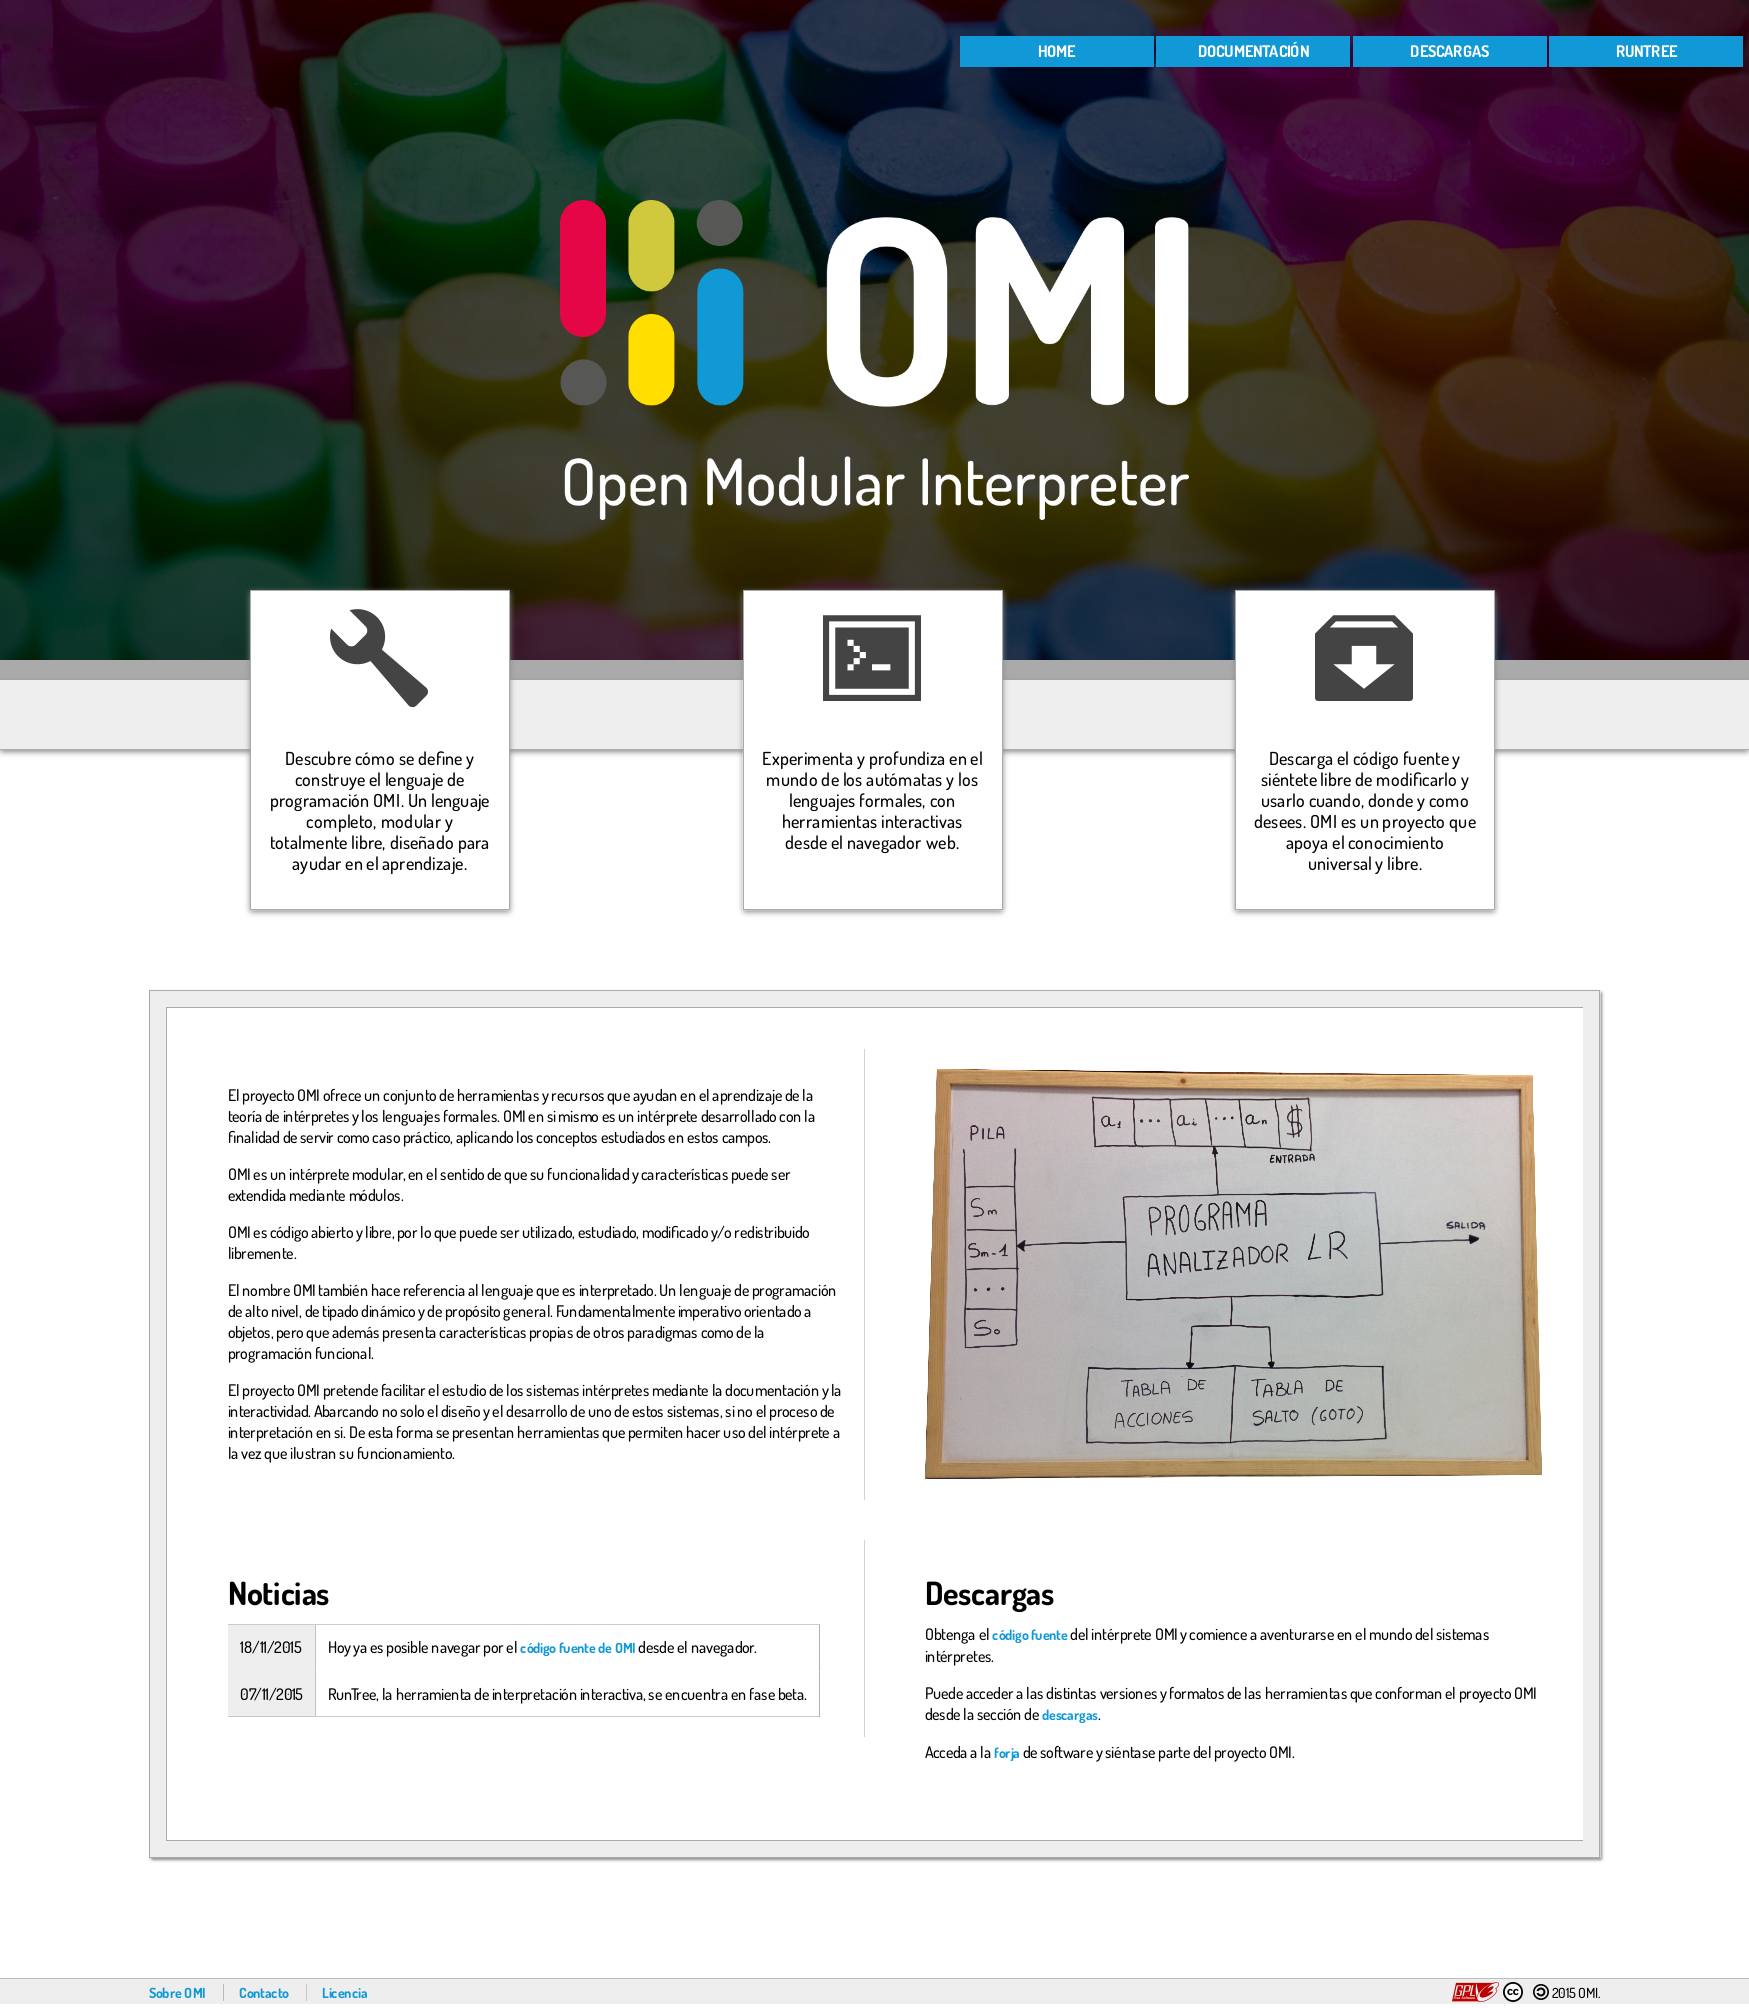 HOME
DOCUMENTACIÓN
DESCARGAS
RUNTREE
OMI
Open Modular Interpreter
Descubre cómo se define y
construye el lenguaje de
programación OMI. Un lenguaje
completo, modular y
totalmente libre, diseñado para
ayudar en el aprendizaje.
Experimenta y profundiza en el
mundo de los autómatas y los
lenguajes formales, con
herramientas interactivas
desde el navegador web.
Descarga el código fuente y
siéntete libre de modificarlo y
usarlo cuando, donde y como
desees. OMI es un proyecto que
apoya el conocimiento
universal y libre.
El proyecto OMI ofrece un conjunto de herramientas y recursos que ayudan en el aprendizaje de la
teoría de intérpretes y los lenguajes formales. OMI en si mismo es un intérprete desarrollado con la
finalidad de servir como caso práctico, aplicando los conceptos estudiados en estos campos.
OMI es un intérprete modular, en el sentido de que su funcionalidad y características puede ser
extendida mediante módulos.
OMI es código abierto y libre, por lo que puede ser utilizado, estudiado, modificado y/o redistribuido
libremente.
El nombre OMI también hace referencia al lenguaje que es interpretado. Un lenguaje de programación
de alto nivel, de tipado dinámico y de propósito general. Fundamentalmente imperativo orientado a
objetos, pero que además presenta características propias de otros paradigmas como de la
programación funcional.
El proyecto OMI pretende facilitar el estudio de los sistemas intérpretes mediante la documentación y la
interactividad. Abarcando no solo el diseño y el desarrollo de uno de estos sistemas, si no el proceso de
interpretación en si. De esta forma se presentan herramientas que permiten hacer uso del intérprete a
la vez que ilustran su funcionamiento.
a1 ... ai ... an $
ENTRADA
PILA
Sm
Sm-1
...
S0
PROGRAMA
ANALIZADOR LR
SALIDA
TABLA DE
ACCIONES
TABLA DE
SALTO (GOTO)
Noticias
18/11/2015 Hoy ya es posible navegar por el código fuente de OMI desde el navegador.
07/11/2015 RunTree, la herramienta de interpretación interactiva, se encuentra en fase beta.
Descargas
Obtenga el código fuente del intérprete OMI y comience a aventurarse en el mundo del sistemas
intérpretes.
Puede acceder a las distintas versiones y formatos de las herramientas que conforman el proyecto OMI
desde la sección de descargas.
Acceda a la forja de software y siéntase parte del proyecto OMI.
Sobre OMI
Contacto
Licencia
GPLv3
cc
2015 OMI.